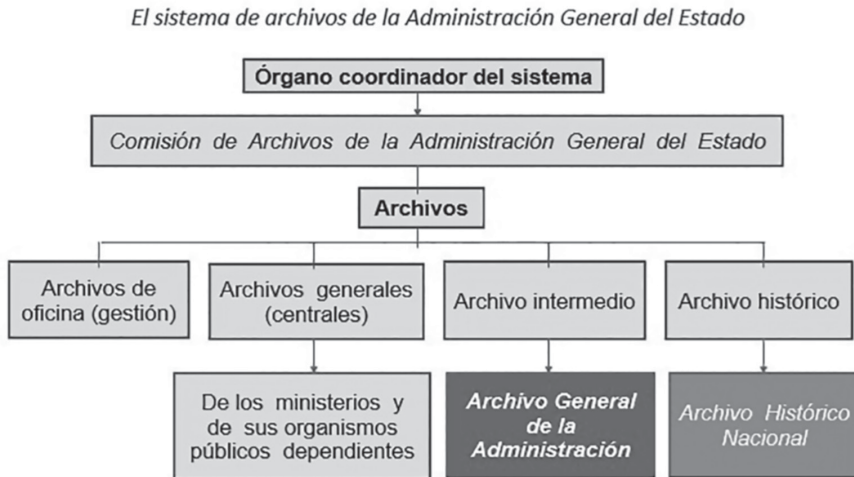 El sistema de archivos de la Administración General del Estado
Órgano coordinador del sistema
Comisión de Archivos de la Administración General del Estado
Archivos
Archivos de
oficina (gestión)
Archivos generales
(centrales)
Archivo intermedio
Archivo histórico
De los ministerios y
de sus organismos
públicos dependientes
Archivo General
de la
Administración
Archivo Histórico
Nacional